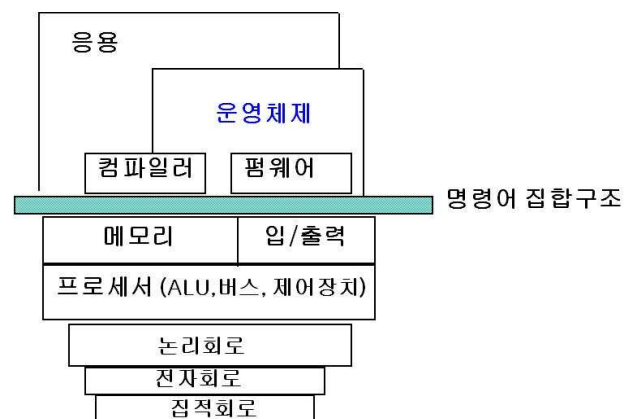 응용
운영체제
컴파일러
펌웨어
명령어 집합구조
메모리
입/출력
프로세서 (ALU,버스, 제어장치)
논리회로
전자회로
집적회로